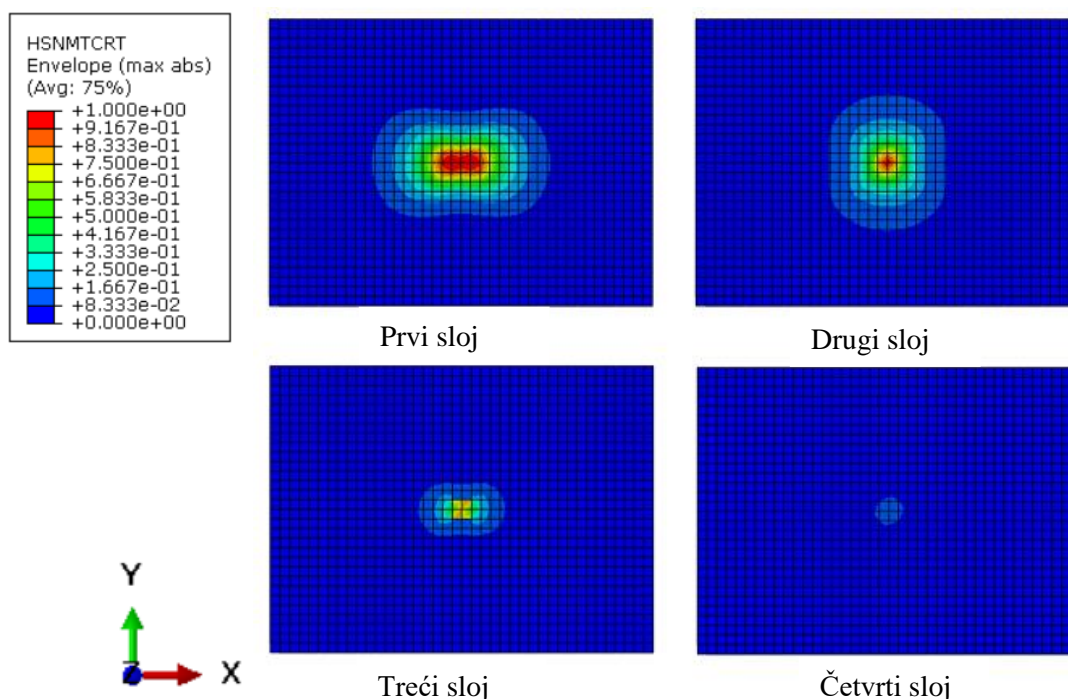 HSNMTCRT
Envelope (max abs)
(Avg: 75%)
+1.000e+00
+9.167e-01
+8.333e-01
+7.500e-01
+6.667e-01
+5.833e-01
+5.000e-01
+4.167e-01
+3.333e-01
+2.500e-01
+1.667e-01
+8.333e-02
+0.000e+00
Prvi sloj
Drugi sloj
Treći sloj
Četvrti sloj
Y
X